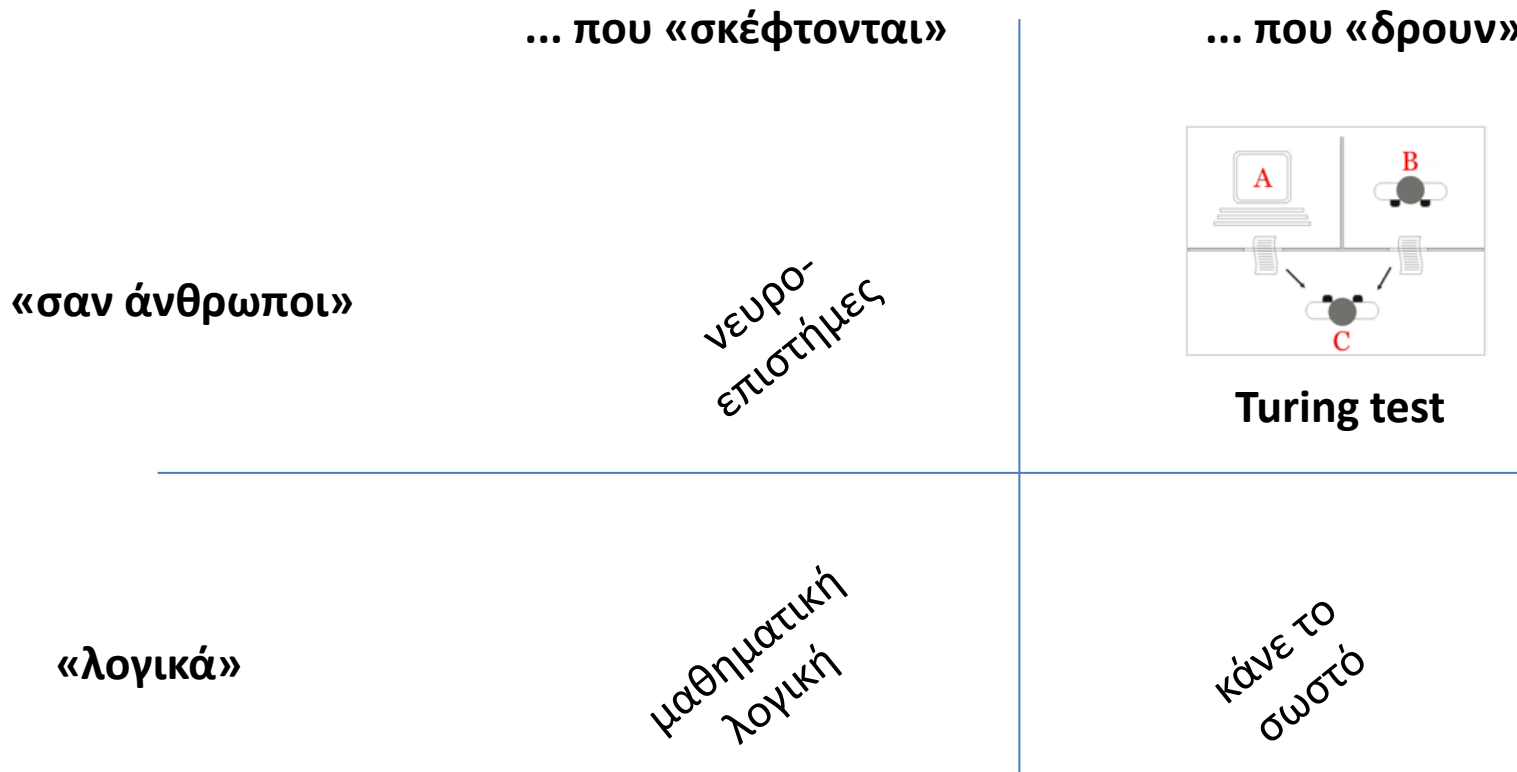 ... που «σκέφτονται»
... που «δρουν»
A
B
C
«σαν άνθρωποι»
νευρο-
επιστήμες
Turing test
«λογικά»
μαθηματική
λογική
κάνε το
σωστό